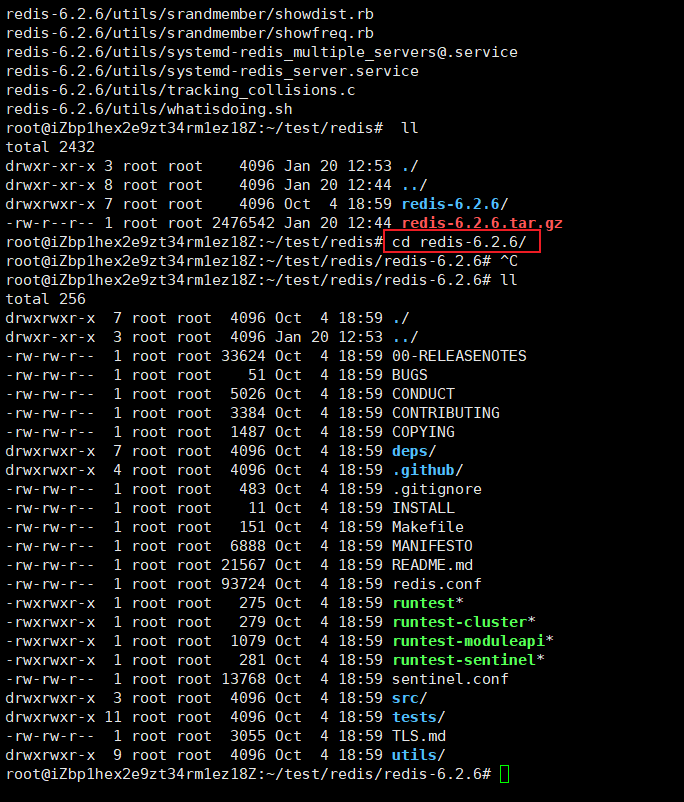 redis-6.2.6/utils/srandmember/showdist.rb
redis-6.2.6/utils/srandmember/showfreq.rb
redis-6.2.6/utils/systemd-redis_multiple_servers@.service
redis-6.2.6/utils/systemd-redis_server.service
redis-6.2.6/utils/tracking_collisions.c
redis-6.2.6/utils/whatisdoing.sh
root@iZbp1hex2e9zt34rm1ez18Z:~/test/redis#  ll
total 2432
drwxr-xr-x 3 root root    4096 Jan 20 12:53 ./
drwxr-xr-x 8 root root    4096 Jan 20 12:44 ../
drwxrwxr-x 7 root root    4096 Oct  4 18:59 redis-6.2.6/
-rw-r--r-- 1 root root 2476542 Jan 20 12:44 redis-6.2.6.tar.gz
root@iZbp1hex2e9zt34rm1ez18Z:~/test/redis# cd redis-6.2.6/
root@iZbp1hex2e9zt34rm1ez18Z:~/test/redis/redis-6.2.6# ^C
root@iZbp1hex2e9zt34rm1ez18Z:~/test/redis/redis-6.2.6# ll
total 256
drwxrwxr-x  7 root root  4096 Oct  4 18:59 ./
drwxr-xr-x  3 root root  4096 Jan 20 12:53 ../
-rw-rw-r--  1 root root 33624 Oct  4 18:59 00-RELEASENOTES
-rw-rw-r--  1 root root    51 Oct  4 18:59 BUGS
-rw-rw-r--  1 root root  5026 Oct  4 18:59 CONDUCT
-rw-rw-r--  1 root root  3384 Oct  4 18:59 CONTRIBUTING
-rw-rw-r--  1 root root  1487 Oct  4 18:59 COPYING
drwxrwxr-x  7 root root  4096 Oct  4 18:59 deps/
drwxrwxr-x  4 root root  4096 Oct  4 18:59 .github/
-rw-rw-r--  1 root root   483 Oct  4 18:59 .gitignore
-rw-rw-r--  1 root root    11 Oct  4 18:59 INSTALL
-rw-rw-r--  1 root root   151 Oct  4 18:59 Makefile
-rw-rw-r--  1 root root  6888 Oct  4 18:59 MANIFESTO
-rw-rw-r--  1 root root 21567 Oct  4 18:59 README.md
-rw-rw-r--  1 root root 93724 Oct  4 18:59 redis.conf
-rwxrwxr-x  1 root root   275 Oct  4 18:59 runtest*
-rwxrwxr-x  1 root root   279 Oct  4 18:59 runtest-cluster*
-rwxrwxr-x  1 root root  1079 Oct  4 18:59 runtest-moduleapi*
-rwxrwxr-x  1 root root   281 Oct  4 18:59 runtest-sentinel*
-rw-rw-r--  1 root root 13768 Oct  4 18:59 sentinel.conf
drwxrwxr-x  3 root root  4096 Oct  4 18:59 src/
drwxrwxr-x 11 root root  4096 Oct  4 18:59 tests/
-rw-rw-r--  1 root root  3055 Oct  4 18:59 TLS.md
drwxrwxr-x  9 root root  4096 Oct  4 18:59 utils/
root@iZbp1hex2e9zt34rm1ez18Z:~/test/redis/redis-6.2.6#